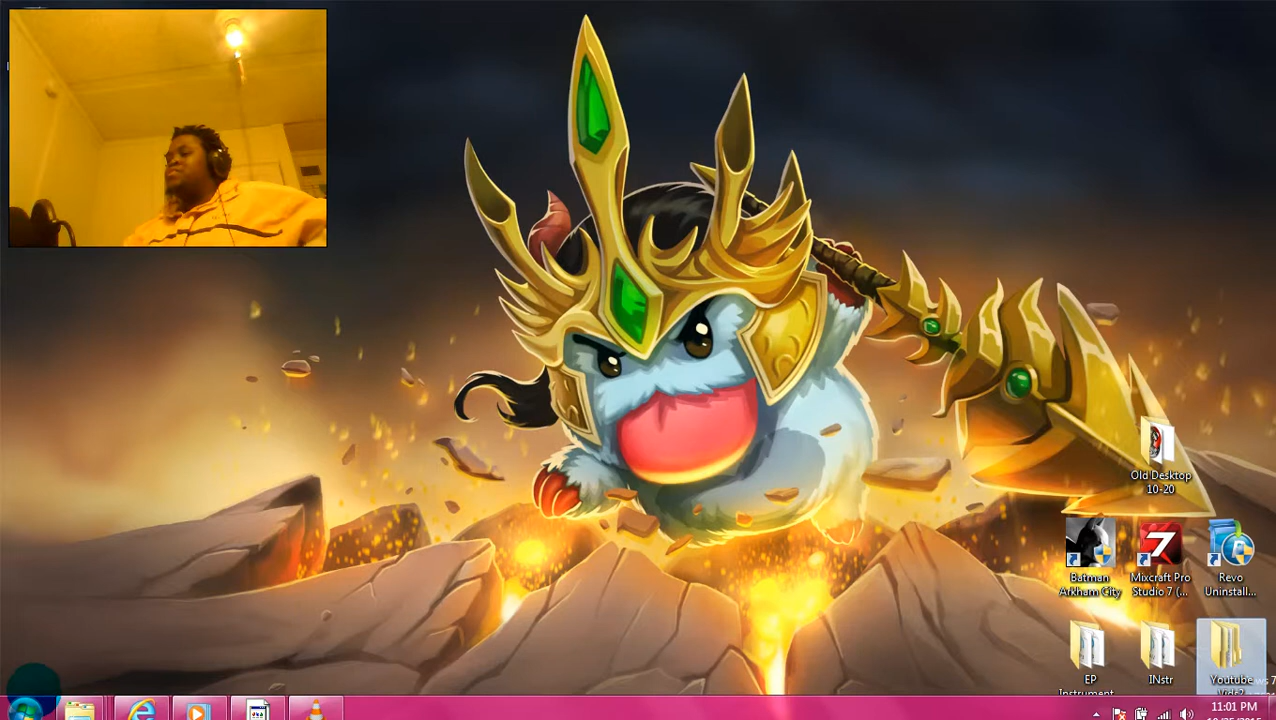 Old Desktop
10-20
Batman
Arkham City
Mixcraft Pro
Studio 7 (...
Revo
Uninstall...
EP
Instrument
INstr
Youtube
11:01 PM